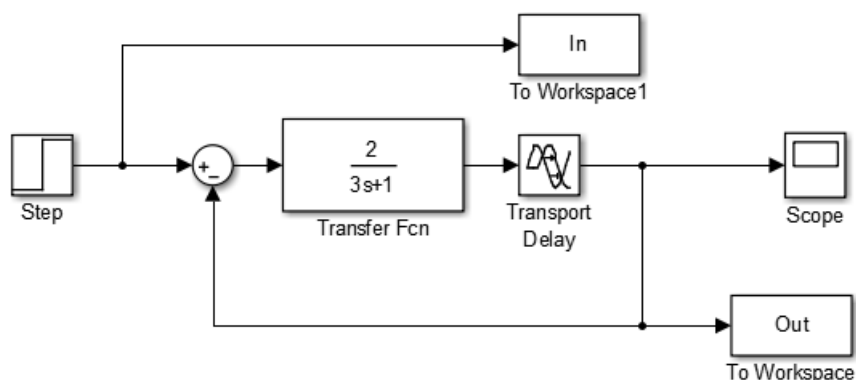 In
To Workspace1
Step
+
−
2
3s+1
Transfer Fcn
Transport
Delay
Scope
Out
To Workspace